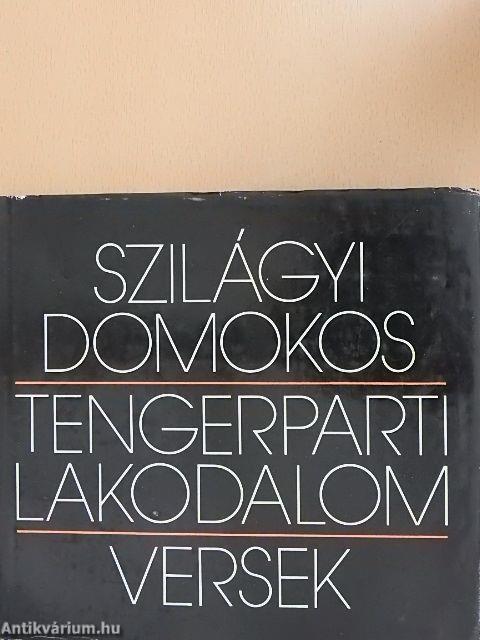 SZILÁGYI
DOMOKOS
TENGERPARTI
LAKODALOM
VERSEK
Antikvárium.hu